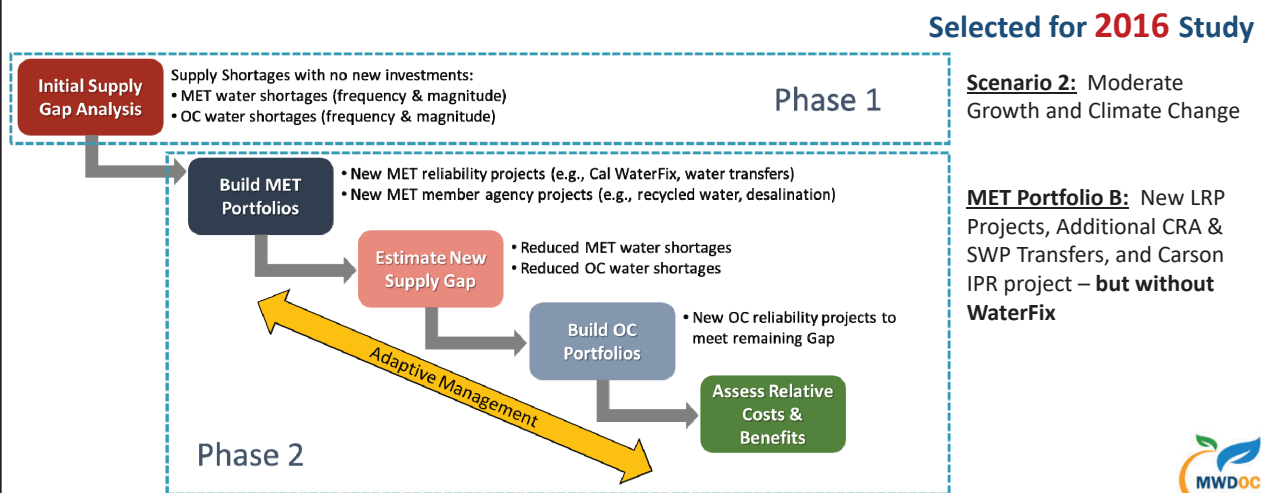 Selected for 2016 Study
Initial Supply
Gap Analysis
Supply Shortages with no new investments:
• MET water shortages (frequency & magnitude)
• OC water shortages (frequency & magnitude)
Phase 1
Scenario 2: Moderate
Growth and Climate Change
Build MET
Portfolios
• New MET reliability projects (e.g., Cal WaterFix, water transfers)
• New MET member agency projects (e.g., recycled water, desalination)
MET Portfolio B: New LRP
Projects, Additional CRA &
SWP Transfers, and Carson
IPR project – but without
WaterFix
Estimate New
Supply Gap
• Reduced MET water shortages
• Reduced OC water shortages
Build OC
Portfolios
• New OC reliability projects to
meet remaining Gap
Adaptive Management
Assess Relative
Costs &
Benefits
Phase 2
MWDOC